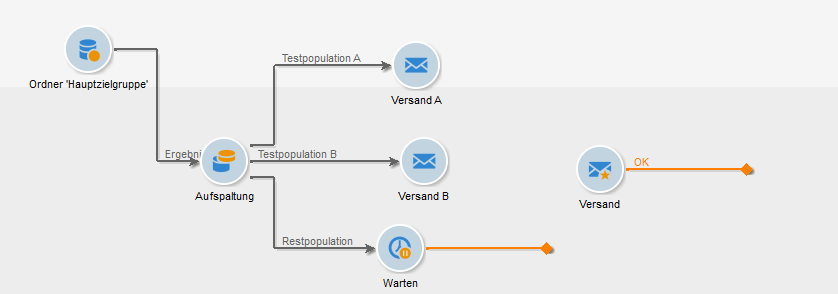 Testpopulation A
Ordner 'Hauptzielgruppe'
Versand A
Ergebni
Testpopulation B
OK
Aufspaltung
Versand B
Versand
Restpopulation
Warten